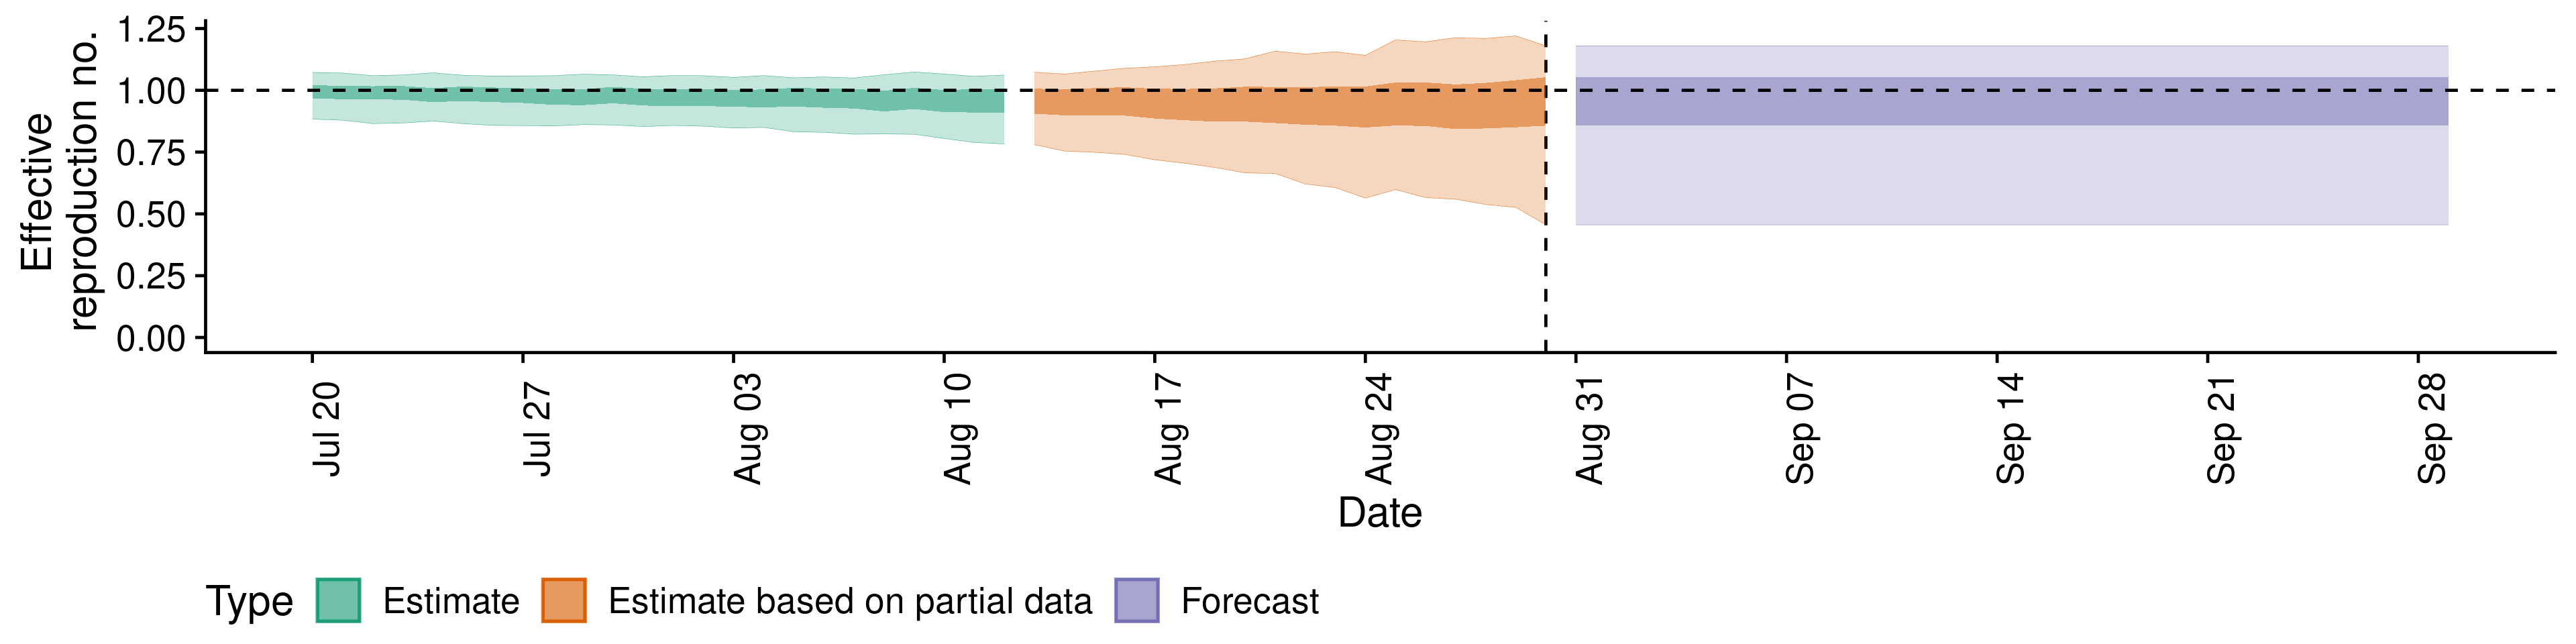 Effective
reproduction no.
1.25
1.00
0.75
0.50
0.25
0.00
Jul 20
Jul 27
Aug 03
Aug 10
Aug 17
Aug 24
Aug 31
Sep 07
Sep 14
Sep 21
Sep 28
Date
Type Estimate Estimate based on partial data Forecast